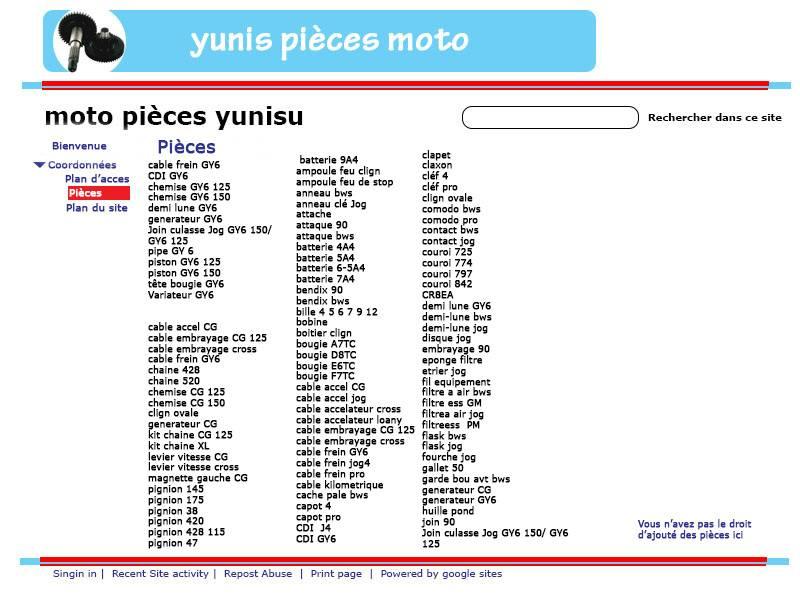 yunis pièces moto
moto pièces yunisu
Rechercher dans ce site
Bienvenue
Coordonnées
Plan d'acces
Pièces
Plan du site
Pièces
cable frein GY6
CDI GY6
chemise GY6 125
chemise GY6 150
demi lune GY6
generateur GY6
Join culasse Jog GY6 150/
GY6 125
pipe GY 6
piston GY6 125
piston GY6 150
tête bougie GY6
Variateur GY6
cable accel CG
cable embrayage CG 125
cable embrayage cross
cable frein GY6
chaine 428
chaine 520
chemise CG 125
chemise CG 150
clign ovale
generateur CG
kit chaine CG 125
kit chaine XL
levier vitesse CG
levier vitesse cross
magnette gauche CG
pignion 145
pignion 175
pignion 38
pignion 420
pignion 428 115
pignion 47
batterie 9A4
ampoule feu clign
ampoule feu de stop
anneau bws
anneau clé Jog
attache
attaque 90
attaque bws
batterie 4A4
batterie 5A4
batterie 6-5A4
batterie 7A4
bendix 90
bendix bws
bille 4 5 6 7 9 12
bobine
boitier clign
bougie A7TC
bougie D8TC
bougie E6TC
bougie F7TC
cable accel CG
cable accel jog
cable accelateur cross
cable accelateur loany
cable embrayage CG 125
cable embrayage cross
cable frein GY6
cable frein jog4
cable frein pro
cable kilometrique
cache pale bws
capot 4
capot pro
CDI J4
CDI GY6
clapet
claxon
cléf 4
cléf pro
clign ovale
comodo bws
comodo pro
contact bws
contact jog
couroi 725
couroi 774
couroi 797
couroi 842
CR8EA
demi lune GY6
demi-lune bws
demi-lune jog
disque jog
embrayage 90
eponge filtre
etrier jog
fil equipement
filtre a air bws
filtre ess GM
filtrea air jog
filtreess PM
flask bws
flask jog
fourche jog
gallet 50
garde bou avt bws
generateur CG
generateur GY6
huille pond
join 90
Join culasse Jog GY6 150/ GY6
125
Vous n'avez pas le droit
d'ajouté des pièces ici
Singin in | Recent Site activity | Repost Abuse | Print page | Powered by google sites